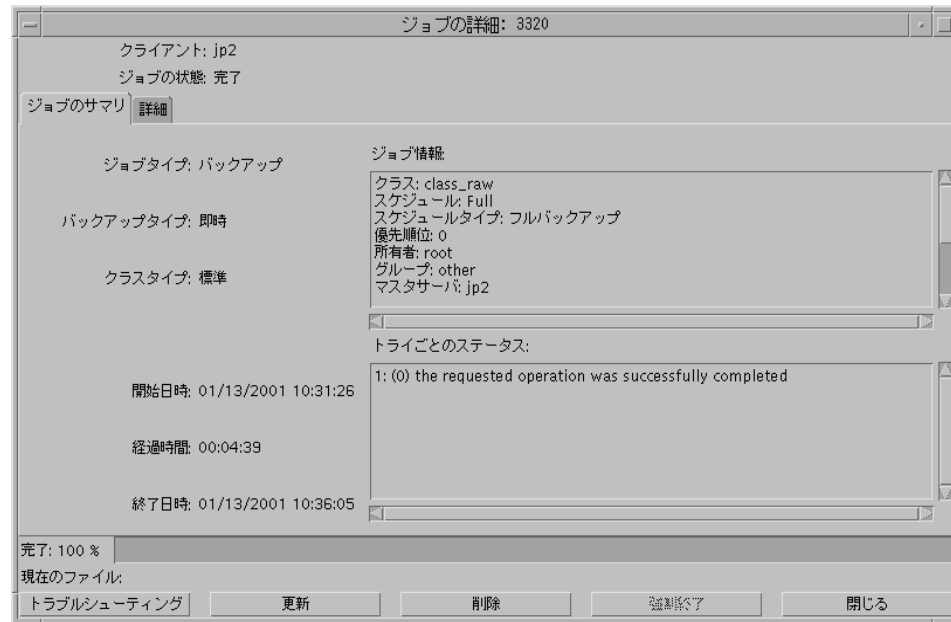 ジョブの詳細: 3320
クライアント: jp2
ジョブの状態: 完了
ジョブのサマリ
詳細
ジョブタイプ: バックアップ
バックアップタイプ: 即時
クラスタイプ: 標準
開始日時: 01/13/2001 10:31:26
経過時間: 00:04:39
終了日時: 01/13/2001 10:36:05
ジョブ情報:
クラス: class_raw
スケジュール: Full
スケジュールタイプ: フルバックアップ
優先順位: 0
所有者: root
グループ: other
マスタサーバ: jp2
トライごとのステータス:
1: (0) the requested operation was successfully completed
完了: 100 %
現在のファイル:
トラブルシューティング
更新
削除
強制終了
閉じる